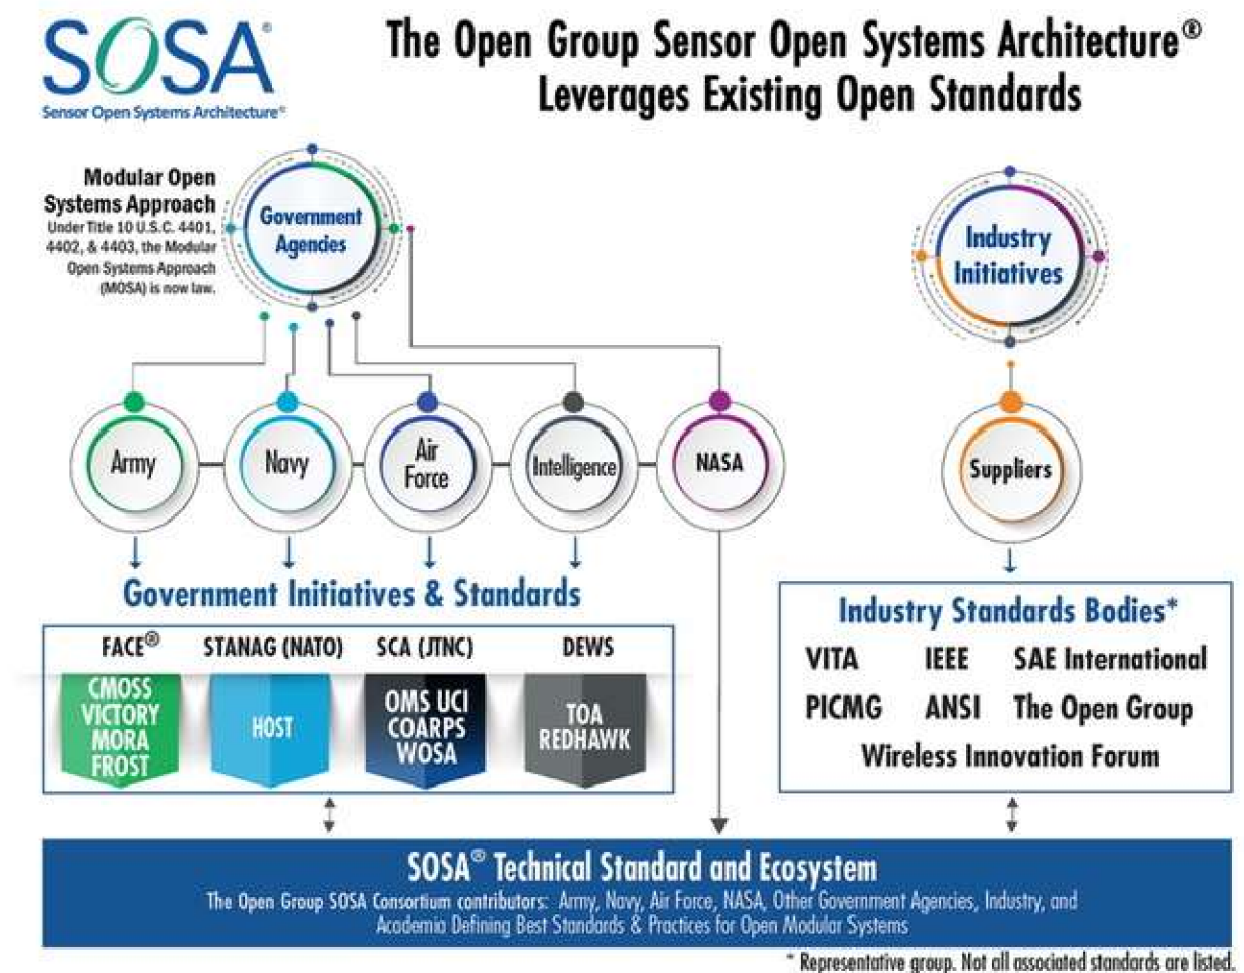 SOSA®
Sensor Open Systems Architecture®
The Open Group Sensor Open Systems Architecture®
Leverages Existing Open Standards
Modular Open
Systems Approach
Under Title 10 U.S.C. 4401,
4402, & 4403, the Modular
Open Systems Approach
(MOSA) is now law.
Government
Agencies
Industry
Initiatives
Army
Navy
Air
Force
Intelligence
NASA
Suppliers
Government Initiatives & Standards
FACE®
STANAG (NATO)
SCA (JTNC)
DEWS
CMOSS
VICTORY
MORA
FROST
HOST
OMS UCI
COARPS
WOSA
TOA
REDHAWK
Industry Standards Bodies*
VITA IEEE SAE International
PICMG ANSI The Open Group
Wireless Innovation Forum
SOSA® Technical Standard and Ecosystem
The Open Group SOSA Consortium contributors: Army, Navy, Air Force, NASA, Other Government Agencies, Industry, and
Academia Defining Best Standards & Practices for Open Modular Systems
* Representative group. Not all associated standards are listed.